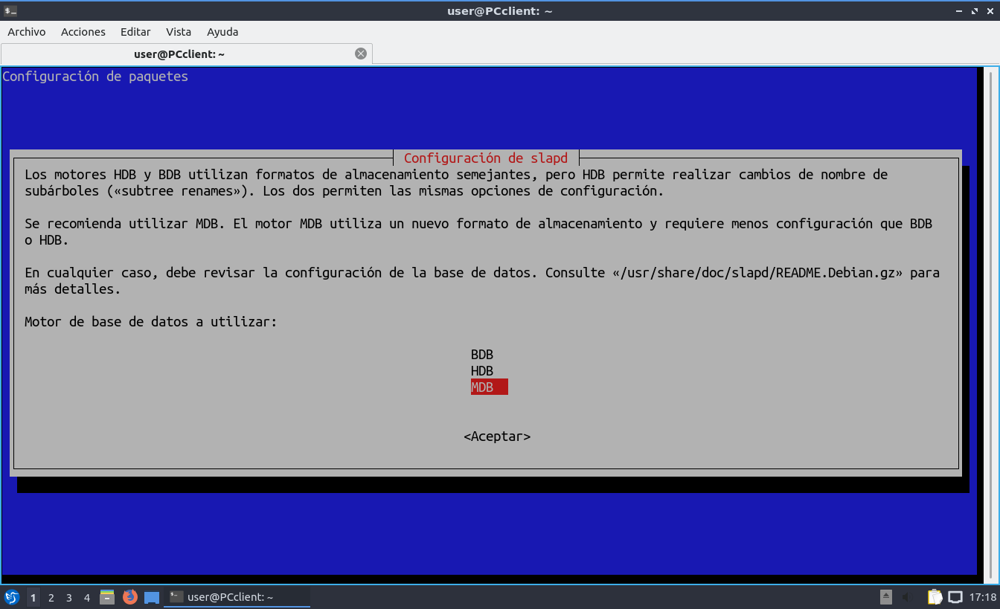 user@PCclient: ~
Archivo Acciones Editar Vista Ayuda
user@PCclient: ~
Configuración de paquetes
Configuración de slapd
Los motores HDB y BDB utilizan formatos de almacenamiento semejantes, pero HDB permite realizar cambios de nombre de
subárboles («subtree renames»). Los dos permiten las mismas opciones de configuración.
Se recomienda utilizar MDB. El motor MDB utiliza un nuevo formato de almacenamiento y requiere menos configuración que BDB
o HDB.
En cualquier caso, debe revisar la configuración de la base de datos. Consulte «/usr/share/doc/slapd/README.Debian.gz» para
más detalles.
Motor de base de datos a utilizar:
BDB
HDB
MDB
<Aceptar>
1 2 3 4 user@PCclient: ~ 17:18